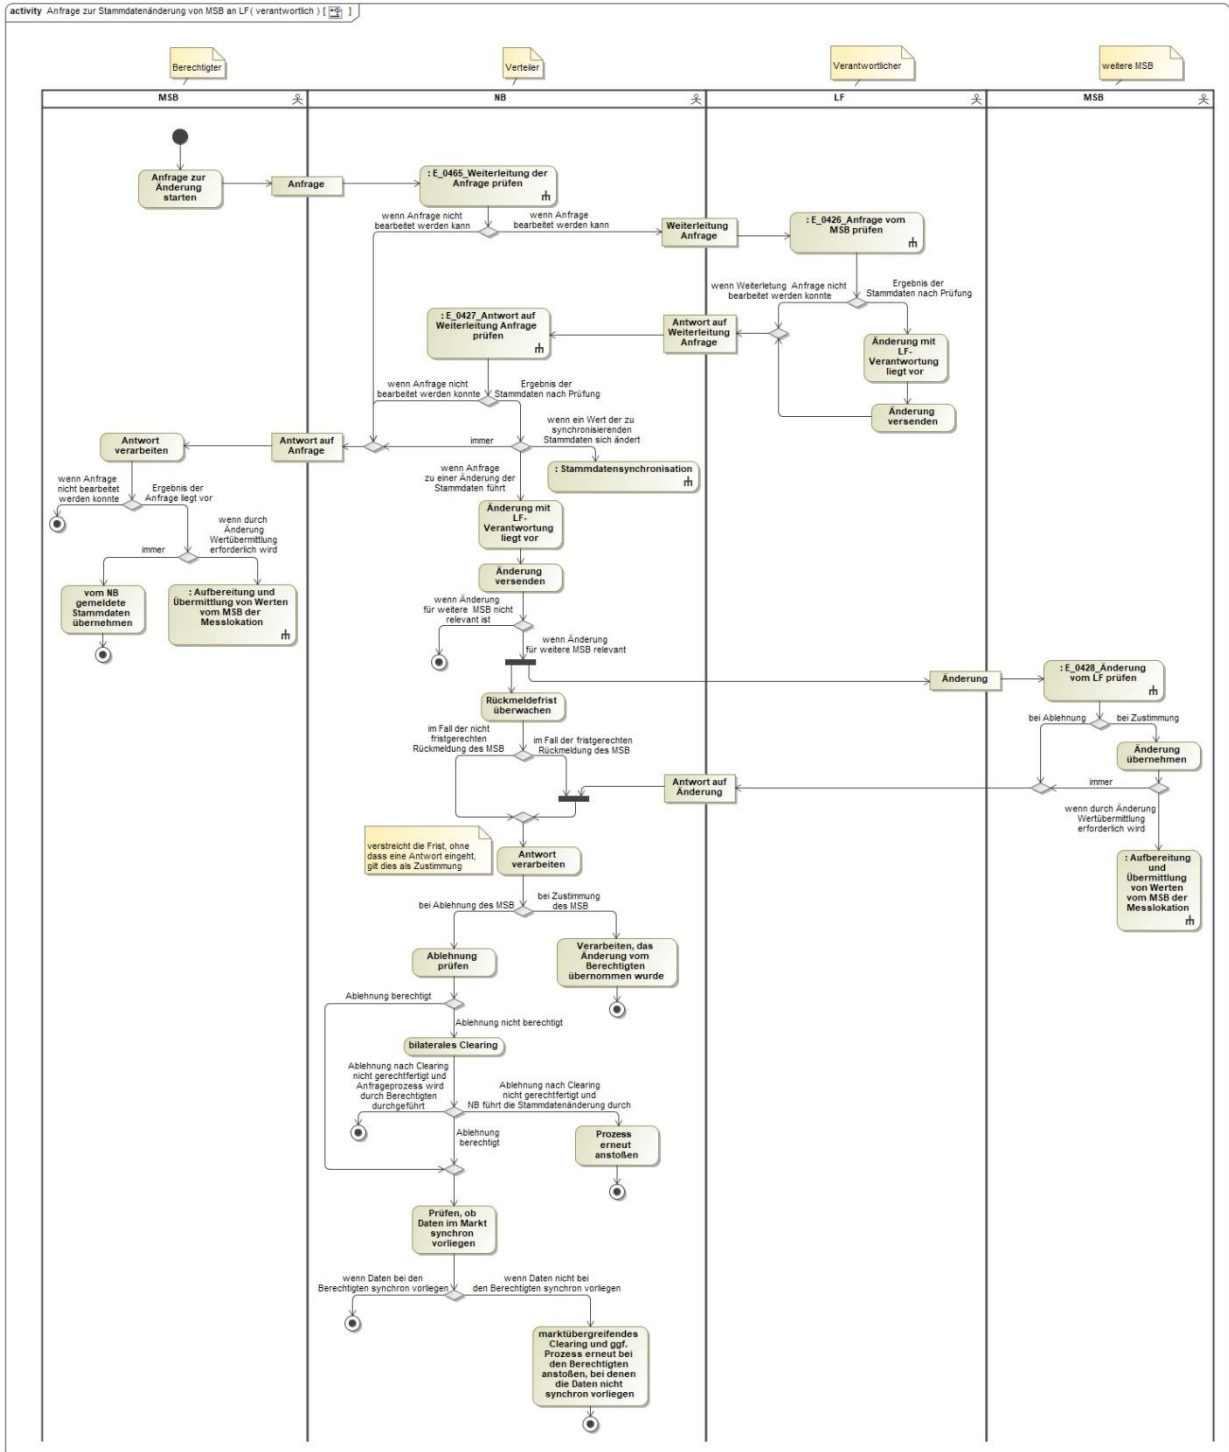 activity Anfrage zur Stammdatenänderung von MSB an LF ( verantwortlich ) [ ]
Berechtigter
Verteiler
Verantwortlicher
weitere MSB
MSB
NB
LF
MSB
Anfrage zur
Änderung
starten
Anfrage
: E_0465_Weiterleitung der
Anfrage prüfen
wenn Anfrage nicht
bearbeitet werden kann
wenn Anfrage
bearbeitet werden kann
Weiterleitung
Anfrage
: E_0426_Anfrage vom
MSB prüfen
wenn Weiterletung Anfrage nicht
bearbeitet werden konnte
Ergebnis der
Stammdaten nach Prüfung
: E_0427_Antwort auf
Weiterleitung Anfrage
prüfen
Antwort auf
Weiterleitung
Anfrage
Änderung mit
LF-
Verantwortung
liegt vor
Änderung
versenden
wenn Anfrage nicht
bearbeitet werden konnte
Ergebnis der
Stammdaten nach Prüfung
wenn ein Wert der zu
synchronisierenden
Stammdaten sich ändert
Antwort
verarbeiten
Antwort auf
Anfrage
immer
: Stammdatensynchronisation
wenn Anfrage
nicht bearbeitet
werden konnte
Ergebnis der
Anfrage liegt vor
wenn Anfrage
zu einer Änderung der
Stammdaten führt
Änderung mit
LF-
Verantwortung
liegt vor
wenn durch
Änderung
Wertübermittlung
erforderlich wird
immer
vom NB
gemeldete
Stammdaten
übernehmen
: Aufbereitung und
Übermittlung von Werten
vom MSB der
Messlokation
Änderung
versenden
wenn Änderung
für weitere MSB nicht
relevant ist
wenn Änderung
für weitere MSB relevant
Änderung
: E_0428_Änderung
vom LF prüfen
Rückmeldefrist
überwachen
bei Ablehnung
bei Zustimmung
im Fall der nicht
fristgerechten
Rückmeldung des MSB
im Fall der fristgerechten
Rückmeldung des MSB
Änderung
übernehmen
Antwort auf
Änderung
immer
wenn durch Änderung
Wertübermittlung
erforderlich wird
verstreicht die Frist, ohne
dass eine Antwort eingeht,
gilt dies als Zustimmung
Antwort
verarbeiten
: Aufbereitung
und
Übermittlung
von Werten
vom MSB der
Messlokation
bei Ablehnung des MSB
bei Zustimmung
des MSB
Ablehnung
prüfen
Verarbeiten, das
Änderung vom
Berechtigten
übernommen wurde
Ablehnung berechtigt
Ablehnung nicht berechtigt
bilaterales Clearing
Ablehnung nach Clearing
nicht gerechtfertigt und
Anfrageprozess wird
durch Berechtigten
durchgeführt
Ablehnung nach Clearing
nicht gerechtfertigt und
NB führt die Stammdatenänderung durch
Ablehnung
berechtigt
Prozess
erneut
anstoßen
Prüfen, ob
Daten im Markt
synchron
vorliegen
wenn Daten bei den
Berechtigten synchron vorliegen
wenn Daten nicht bei
den Berechtigten synchron vorliegen
marktübergreifendes
Clearing und ggf.
Prozess erneut bei
den Berechtigten
anstoßen, bei denen
die Daten nicht
synchron vorliegen